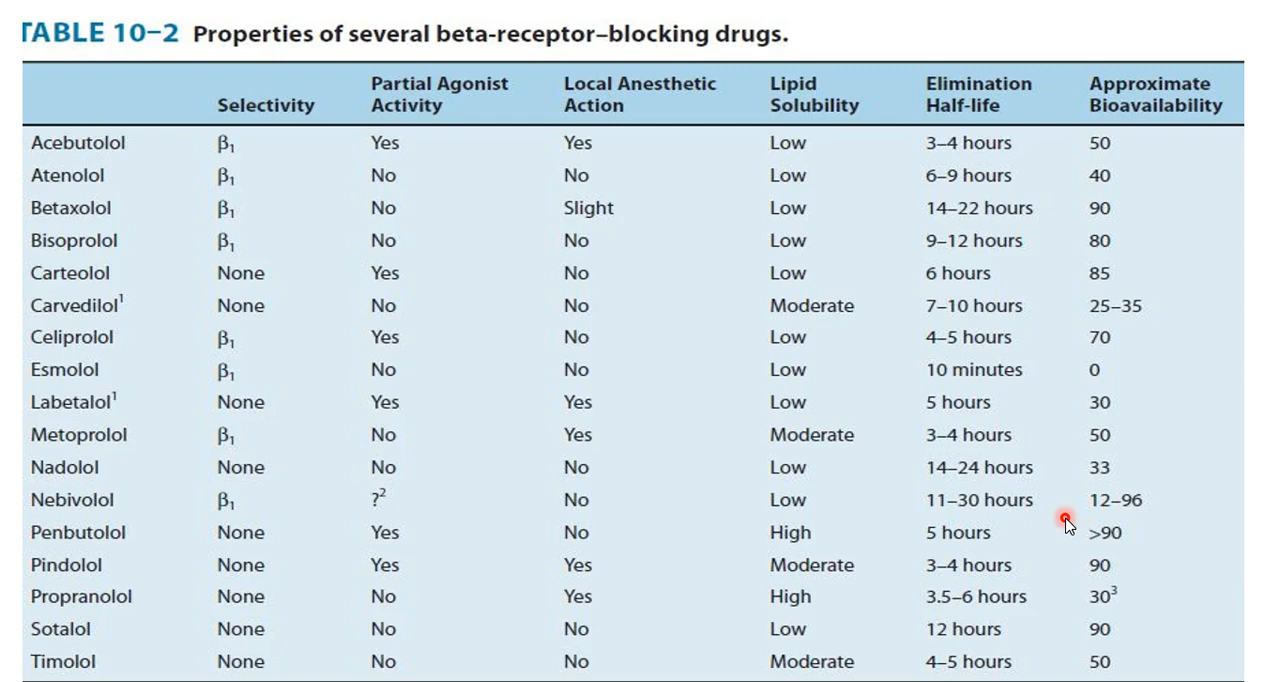 TABLE 10–2 Properties of several beta-receptor–blocking drugs.
Selectivity Partial Agonist Activity Local Anesthetic Action Lipid Solubility Elimination Half-life Approximate Bioavailability
Acebutolol β₁ Yes Yes Low 3–4 hours 50
Atenolol β₁ No No Low 6–9 hours 40
Betaxolol β₁ No Slight Low 14–22 hours 90
Bisoprolol β₁ No No Low 9–12 hours 80
Carteolol None Yes No Low 6 hours 85
Carvedilol¹ None No No Moderate 7–10 hours 25–35
Celiprolol β₁ Yes No Low 4–5 hours 70
Esmolol β₁ No No Low 10 minutes 0
Labetalol¹ None Yes Yes Low 5 hours 30
Metoprolol β₁ No Yes Moderate 3–4 hours 50
Nadolol None No No Low 14–24 hours 33
Nebivolol β₁ ?² No Low 11–30 hours 12–96
Penbutolol None Yes No High 5 hours >90
Pindolol None Yes Yes Moderate 3–4 hours 90
Propranolol None No Yes High 3.5–6 hours 30³
Sotalol None No No Low 12 hours 90
Timolol None No No Moderate 4–5 hours 50